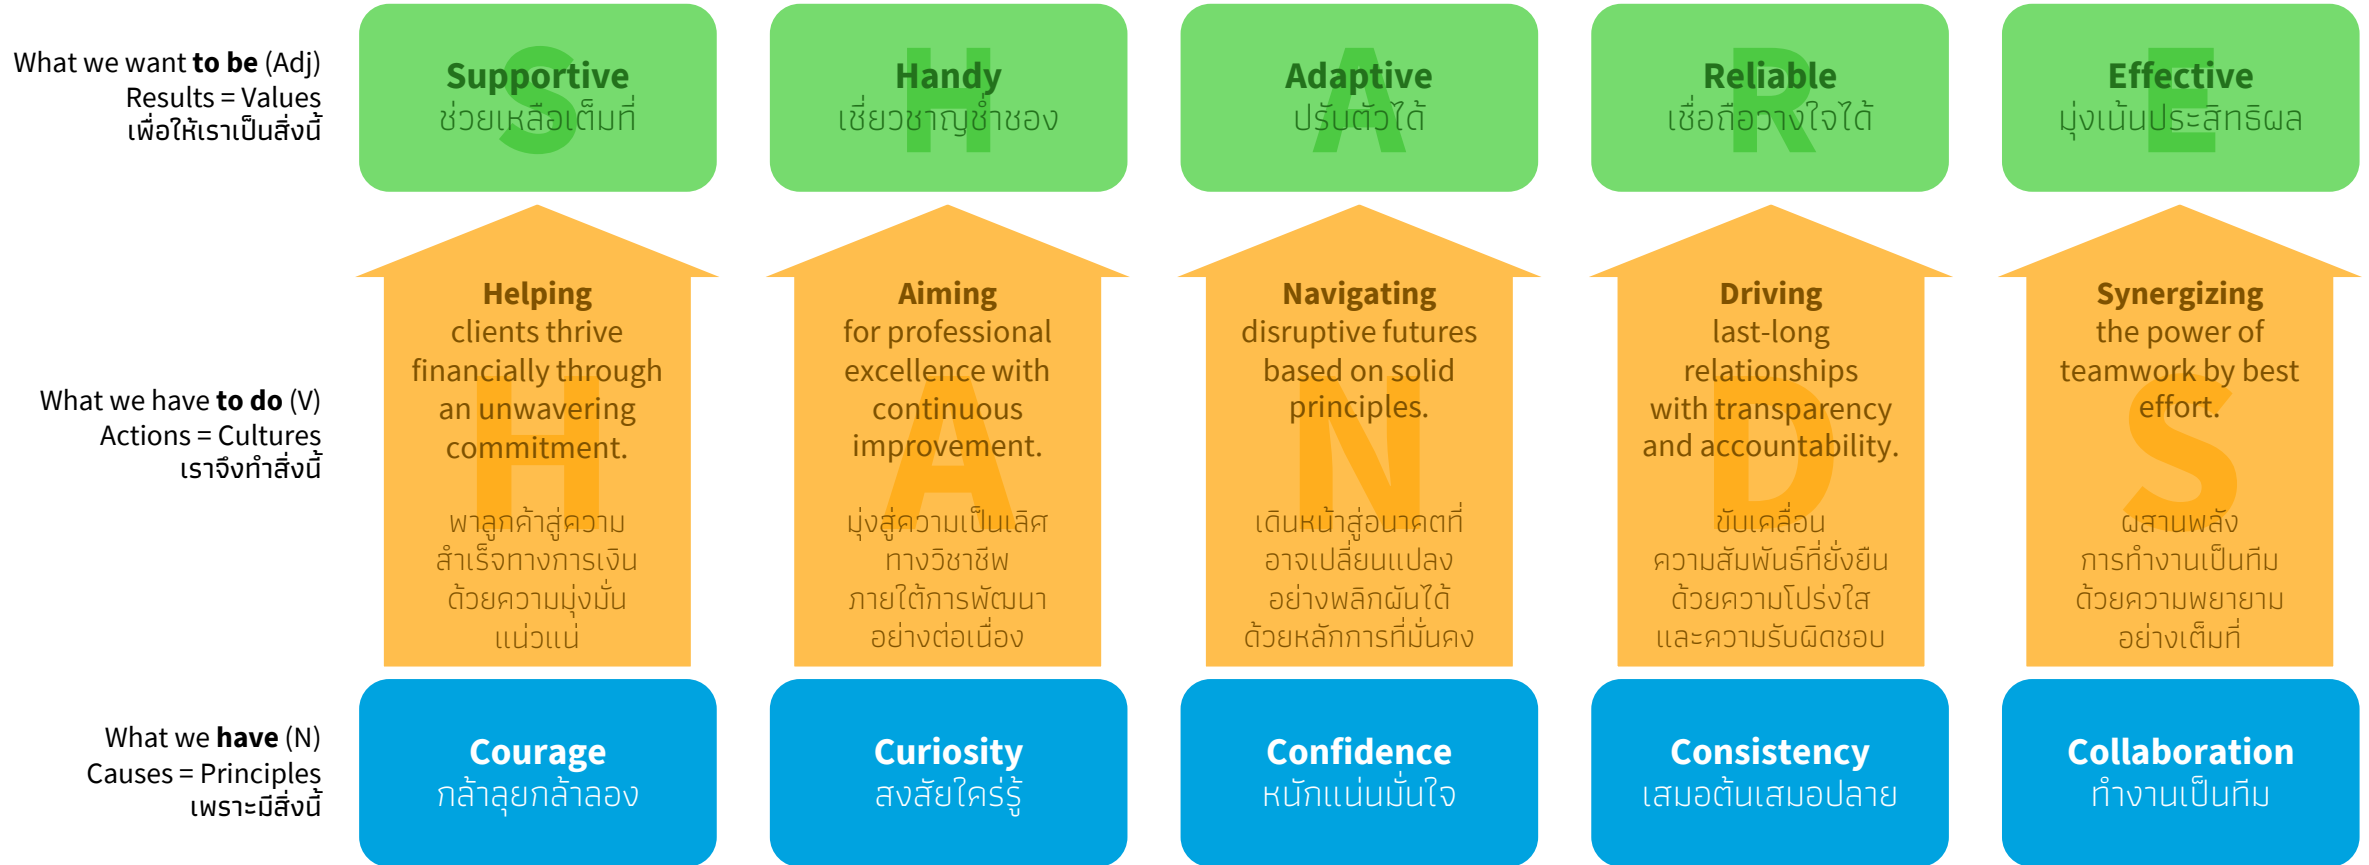 What we want to be (Adj)
Results = Values
เพื่อให้เราเป็นสิ่งนี้
S
Supportive
ช่วยเหลือเต็มที่
H
Handy
เชี่ยวชาญช่ำชอง
A
Adaptive
ปรับตัวได้
R
Reliable
เชื่อถือวางใจได้
E
Effective
มุ่งเน้นประสิทธิผล
What we have to do (V)
Actions = Cultures
เราจึงทำสิ่งนี้
H
Helping
clients thrive
financially through
an unwavering
commitment.
พาลูกค้าสู่ความ
สำเร็จทางการเงิน
ด้วยความมุ่งมั่น
แน่วแน่
A
Aiming
for professional
excellence with
continuous
improvement.
มุ่งสู่ความเป็นเลิศ
ทางวิชาชีพ
ภายใต้การพัฒนา
อย่างต่อเนื่อง
N
Navigating
disruptive futures
based on solid
principles.
เดินหน้าสู่อนาคตที่
อาจเปลี่ยนแปลง
อย่างพลิกผันได้
ด้วยหลักการที่มั่นคง
D
Driving
last-long
relationships
with transparency
and accountability.
ขับเคลื่อน
ความสัมพันธ์ที่ยั่งยืน
ด้วยความโปร่งใส
และความรับผิดชอบ
S
Synergizing
the power of
teamwork by best
effort.
ผสานพลัง
การทำงานเป็นทีม
ด้วยความพยายาม
อย่างเต็มที่
What we have (N)
Causes = Principles
เพราะมีสิ่งนี้
Courage
กล้าลุยกล้าลอง
Curiosity
สงสัยใคร่รู้
Confidence
หนักแน่นมั่นใจ
Consistency
เสมอต้นเสมอปลาย
Collaboration
ทำงานเป็นทีม